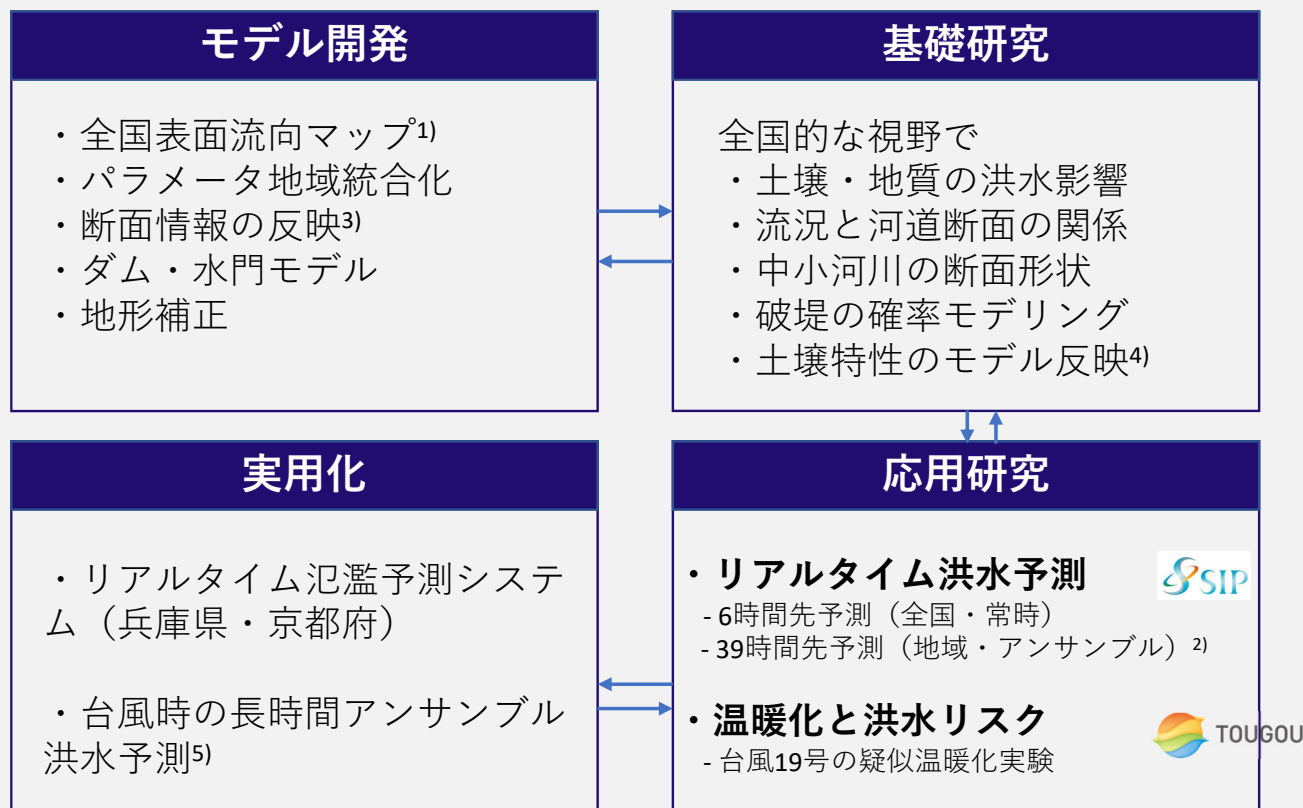 モデル開発
・全国表面流向マップ1)
・パラメータ地域統合化
・断面情報の反映3)
・ダム・水門モデル
・地形補正
基礎研究
全国的な視野で
・土壌・地質の洪水影響
・流況と河道断面の関係
・中小河川の断面形状
・破堤の確率モデリング
・土壌特性のモデル反映4)
実用化
・リアルタイム氾濫予測システ
ム（兵庫県・京都府）
・台風時の長時間アンサンブル
洪水予測5)
応用研究
・リアルタイム洪水予測
SIP
- 6時間先予測（全国・常時）
- 39時間先予測（地域・アンサンブル）2)
・温暖化と洪水リスク
TOUGOU
- 台風19号の疑似温暖化実験